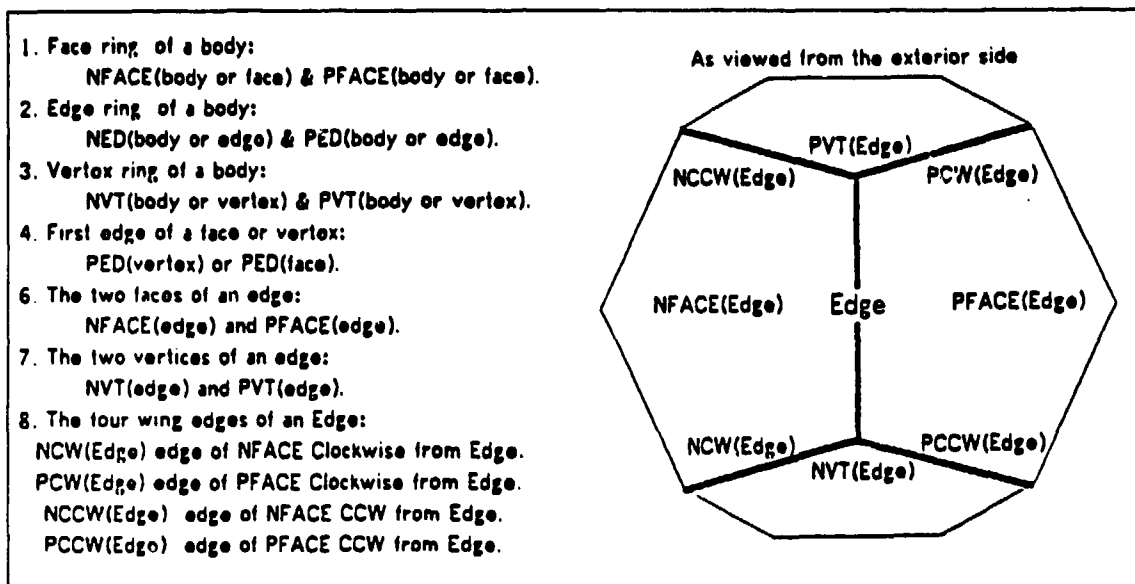 1. Face ring of a body:
NFACE(body or face) & PFACE(body or face).
2. Edge ring of a body:
NED(body or edge) & PED(body or edge).
3. Vertex ring of a body:
NVT(body or vertex) & PVT(body or vertex).
4. First edge of a face or vertex:
PED(vertex) or PED(face).
6. The two faces of an edge:
NFACE(edge) and PFACE(edge).
7. The two vertices of an edge:
NVT(edge) and PVT(edge).
8. The four wing edges of an Edge:
NCW(Edge) edge of NFACE Clockwise from Edge.
PCW(Edge) edge of PFACE Clockwise from Edge.
NCCW(Edge) edge of NFACE CCW from Edge.
PCCW(Edge) edge of PFACE CCW from Edge.
As viewed from the exterior side
PVT(Edge)
NCCW(Edge) PCW(Edge)
NFACE(Edge) Edge PFACE(Edge)
NCW(Edge) PCCW(Edge)
NVT(Edge)